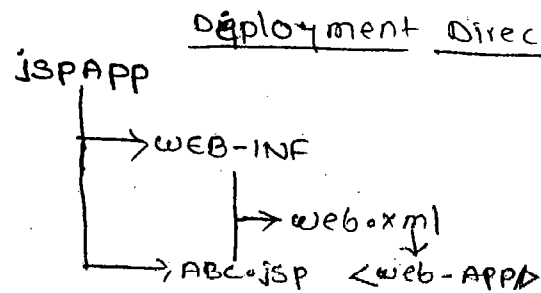 Deployment Direc
jspApp
WEB-INF
web.xml
ABC.jsp <web-APP/>